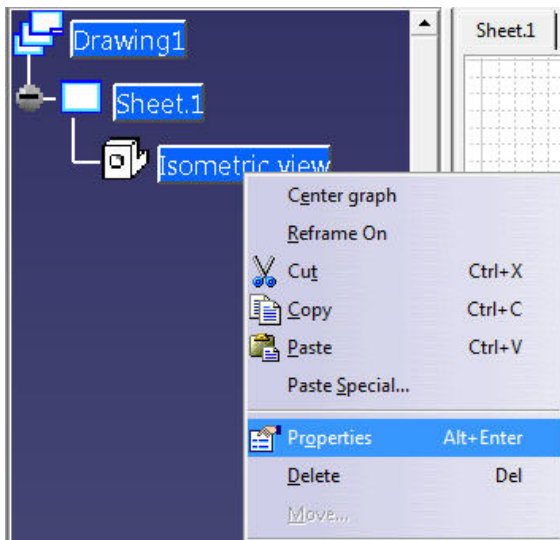 Drawing1
Sheet.1
Sheet.1
Isometric view
Center graph
Reframe On
Cut Ctrl+X
Copy Ctrl+C
Paste Ctrl+V
Paste Special...
Properties Alt+Enter
Delete Del
Move...